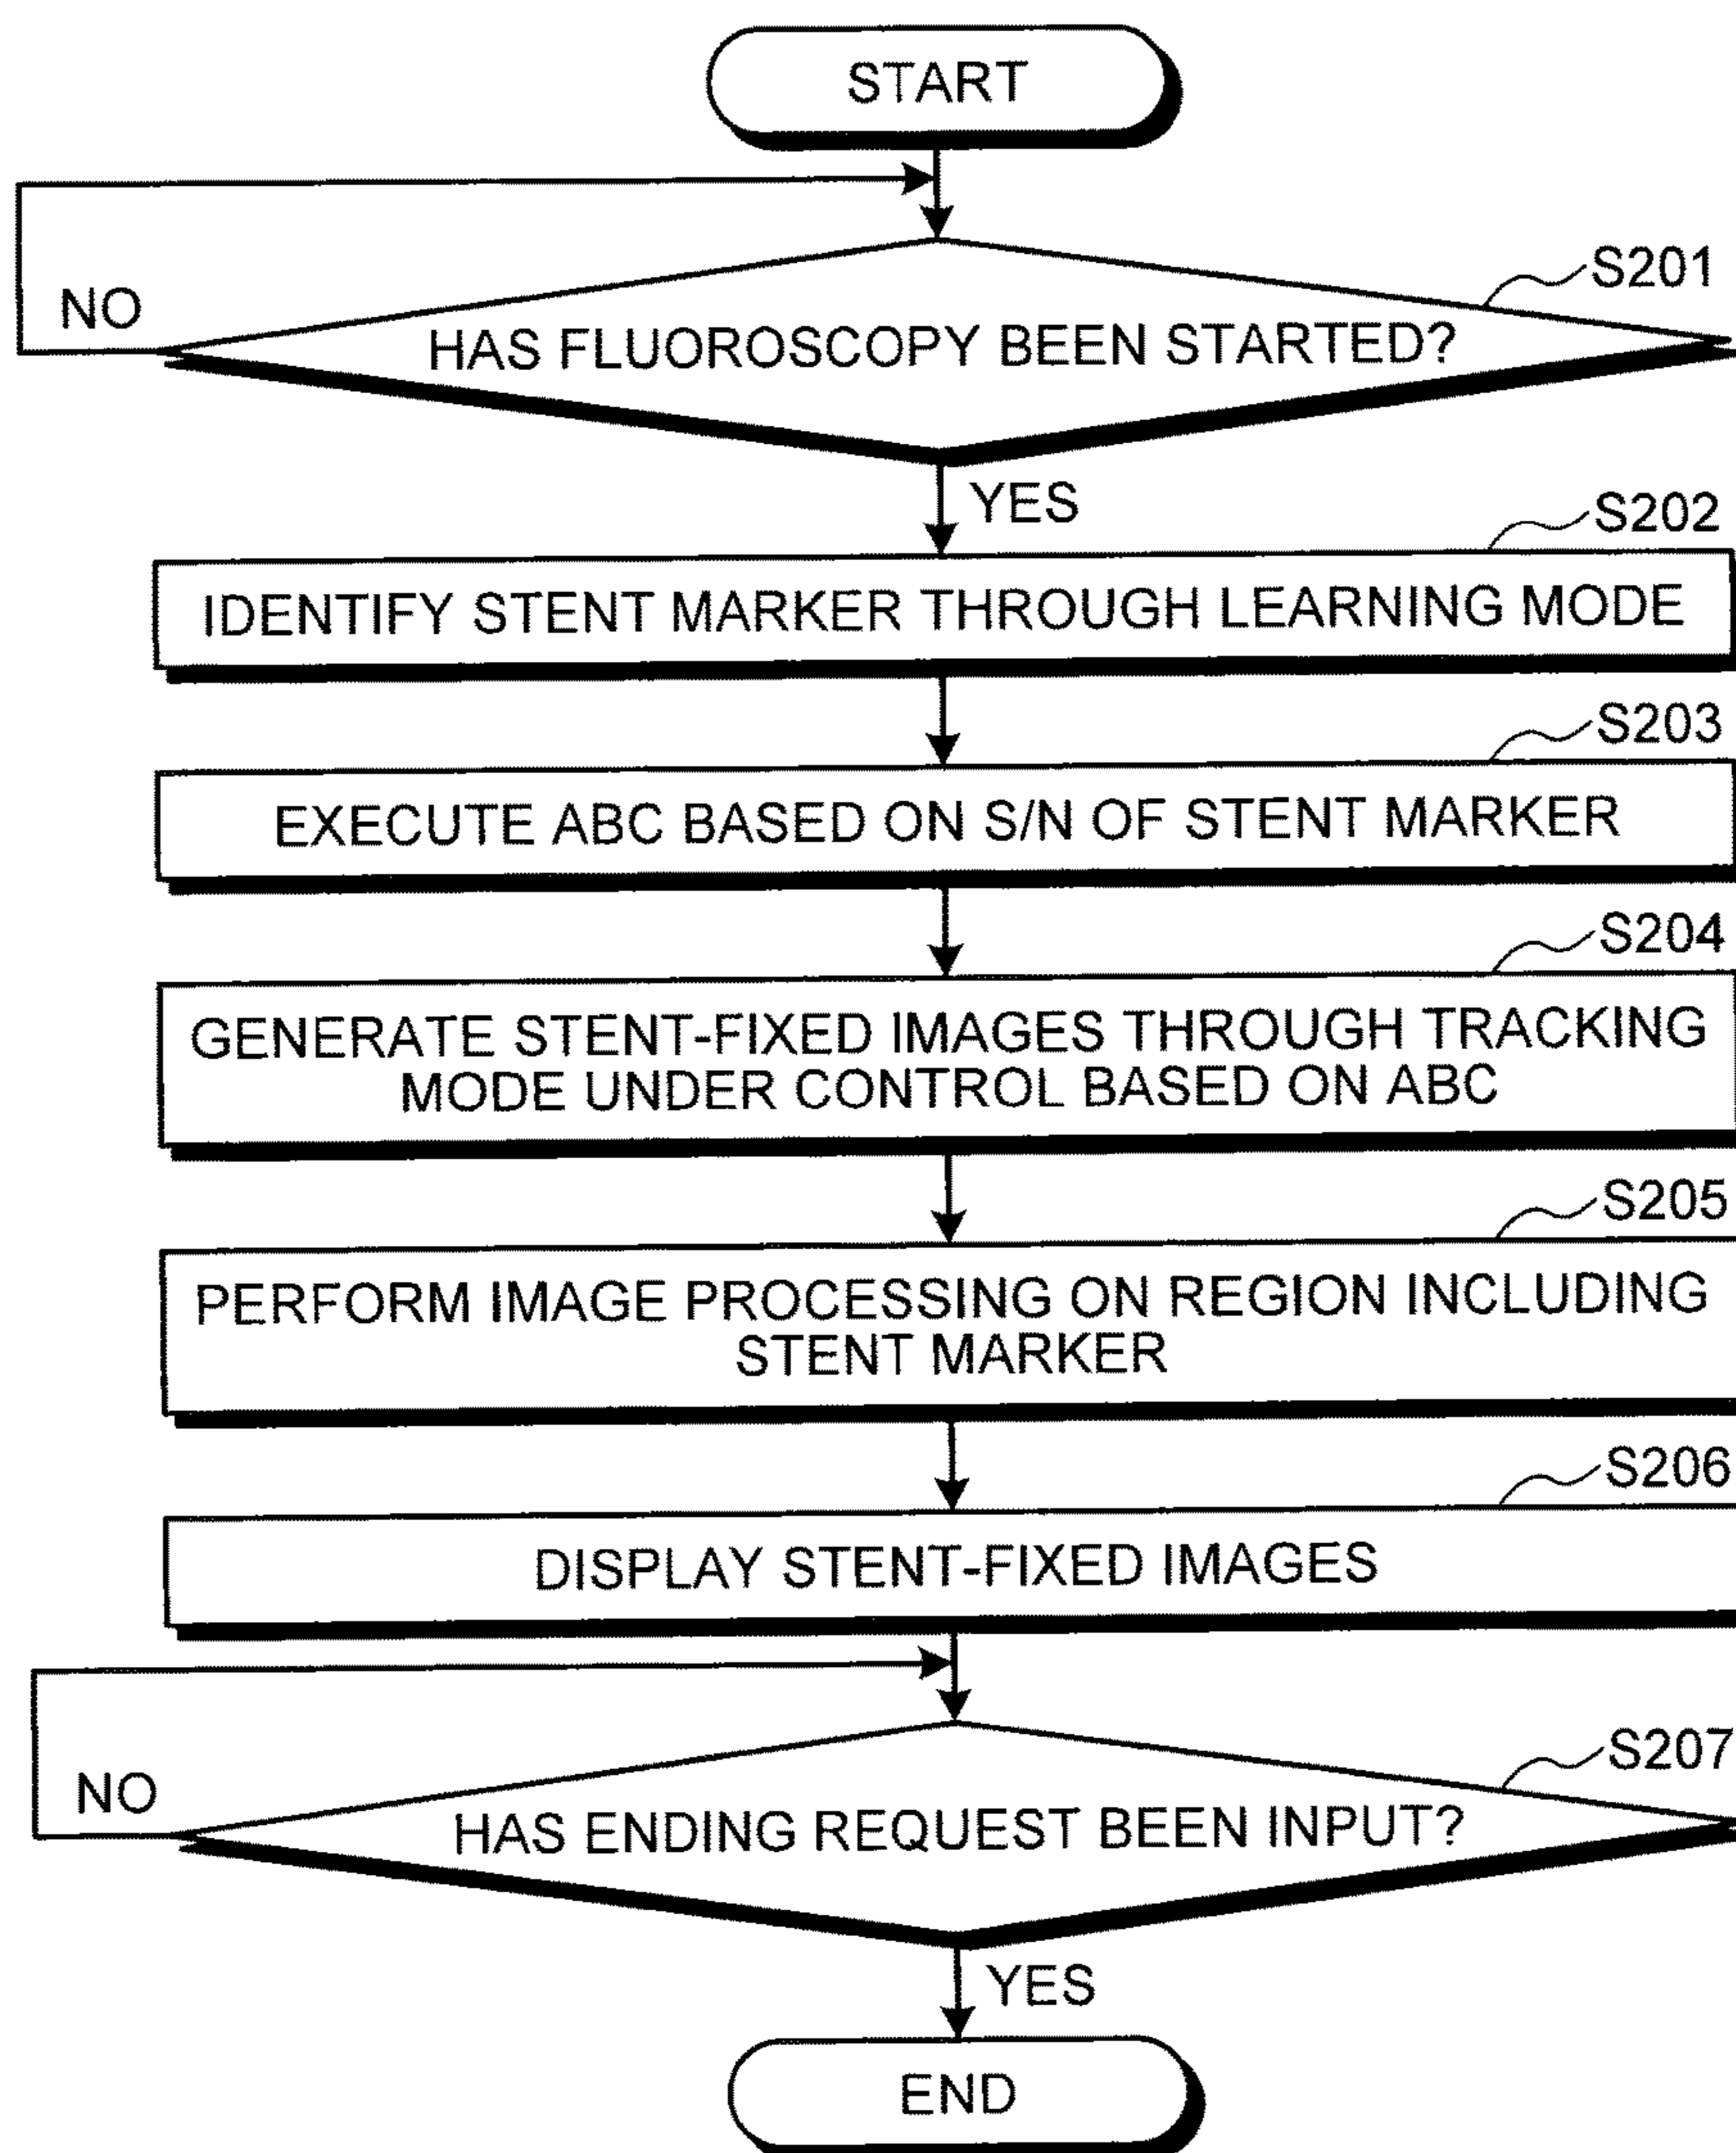 START
S201
NO
HAS FLUOROSCOPY BEEN STARTED?
YES
S202
IDENTIFY STENT MARKER THROUGH LEARNING MODE
S203
EXECUTE ABC BASED ON S/N OF STENT MARKER
S204
GENERATE STENT-FIXED IMAGES THROUGH TRACKING
MODE UNDER CONTROL BASED ON ABC
S205
PERFORM IMAGE PROCESSING ON REGION INCLUDING
STENT MARKER
S206
DISPLAY STENT-FIXED IMAGES
S207
NO
HAS ENDING REQUEST BEEN INPUT?
YES
END